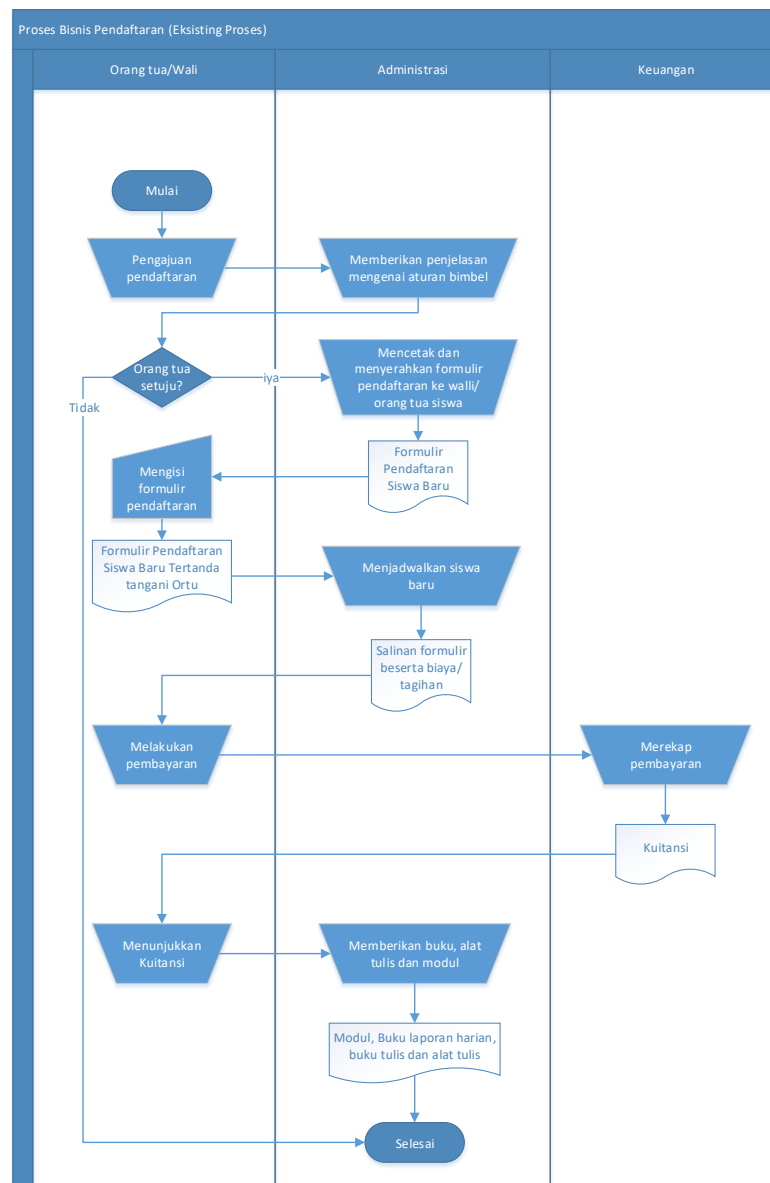 Proses Bisnis Pendaftaran (Eksisting Proses)
Orang tua/Wali
Administrasi
Keuangan
Mulai
Pengajuan
pendaftaran
Memberikan penjelasan
mengenai aturan bimbel
Orang tua
setuju?
iya
Tidak
Mencetak dan
menyerahkan formulir
pendaftaran ke walli/
orang tua siswa
Formulir
Pendaftaran
Siswa Baru
Mengisi
formulir
pendaftaran
Formulir Pendaftaran
Siswa Baru Tertanda
tangani Ortu
Menjadwalkan siswa
baru
Salinan formulir
beserta biaya/
tagihan
Melakukan
pembayaran
Merekap
pembayaran
Kuitansi
Menunjukkan
Kuitansi
Memberikan buku, alat
tulis dan modul
Modul, Buku laporan harian,
buku tulis dan alat tulis
Selesai